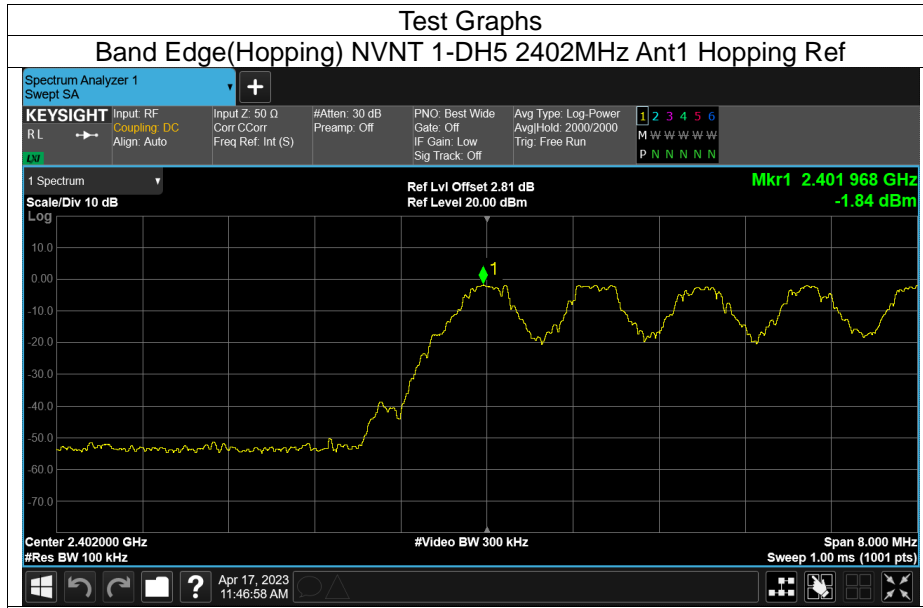 Test Graphs
Band Edge(Hopping) NVNT 1-DH5 2402MHz Ant1 Hopping Ref
Spectrum Analyzer 1
Swept SA
+
KEYSIGHT
R L
LXI
Input: RF
Coupling: DC
Align: Auto
Input Z: 50 Ω
Corr CCorr
Freq Ref: Int (S)
#Atten: 30 dB
Preamp: Off
PNO: Best Wide
Gate: Off
IF Gain: Low
Sig Track: Off
Avg Type: Log-Power
Avg|Hold: 2000/2000
Trig: Free Run
1 2 3 4 5 6
M W W W W W
P N N N N N
1 Spectrum
Scale/Div 10 dB
Log
Ref Lvl Offset 2.81 dB
Ref Level 20.00 dBm
Mkr1 2.401 968 GHz
-1.84 dBm
1
10.0
0.00
-10.0
-20.0
-30.0
-40.0
-50.0
-60.0
-70.0
Center 2.402000 GHz
#Res BW 100 kHz
#Video BW 300 kHz
Span 8.000 MHz
Sweep 1.00 ms (1001 pts)
?
Apr 17, 2023
11:46:58 AM